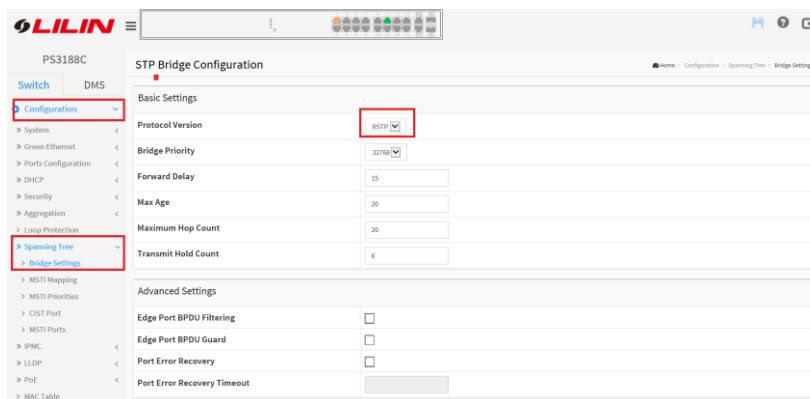 LILIN
PS3188C
Switch DMS
Configuration
» System
» Green Ethernet
» Ports Configuration
» DHCP
» Security
» Aggregation
> Loop Protection
» Spanning Tree
> Bridge Settings
> MSTI Mapping
> MSTI Priorities
> CIST Port
> MSTI Ports
» IPMC
» LLDP
» PoE
> MAC Table
STP Bridge Configuration
Home - Configuration - Spanning Tree - Bridge Setting
Basic Settings
Protocol Version RSTP
Bridge Priority 32768
Forward Delay 15
Max Age 20
Maximum Hop Count 20
Transmit Hold Count 6
Advanced Settings
Edge Port BPDU Filtering
Edge Port BPDU Guard
Port Error Recovery
Port Error Recovery Timeout